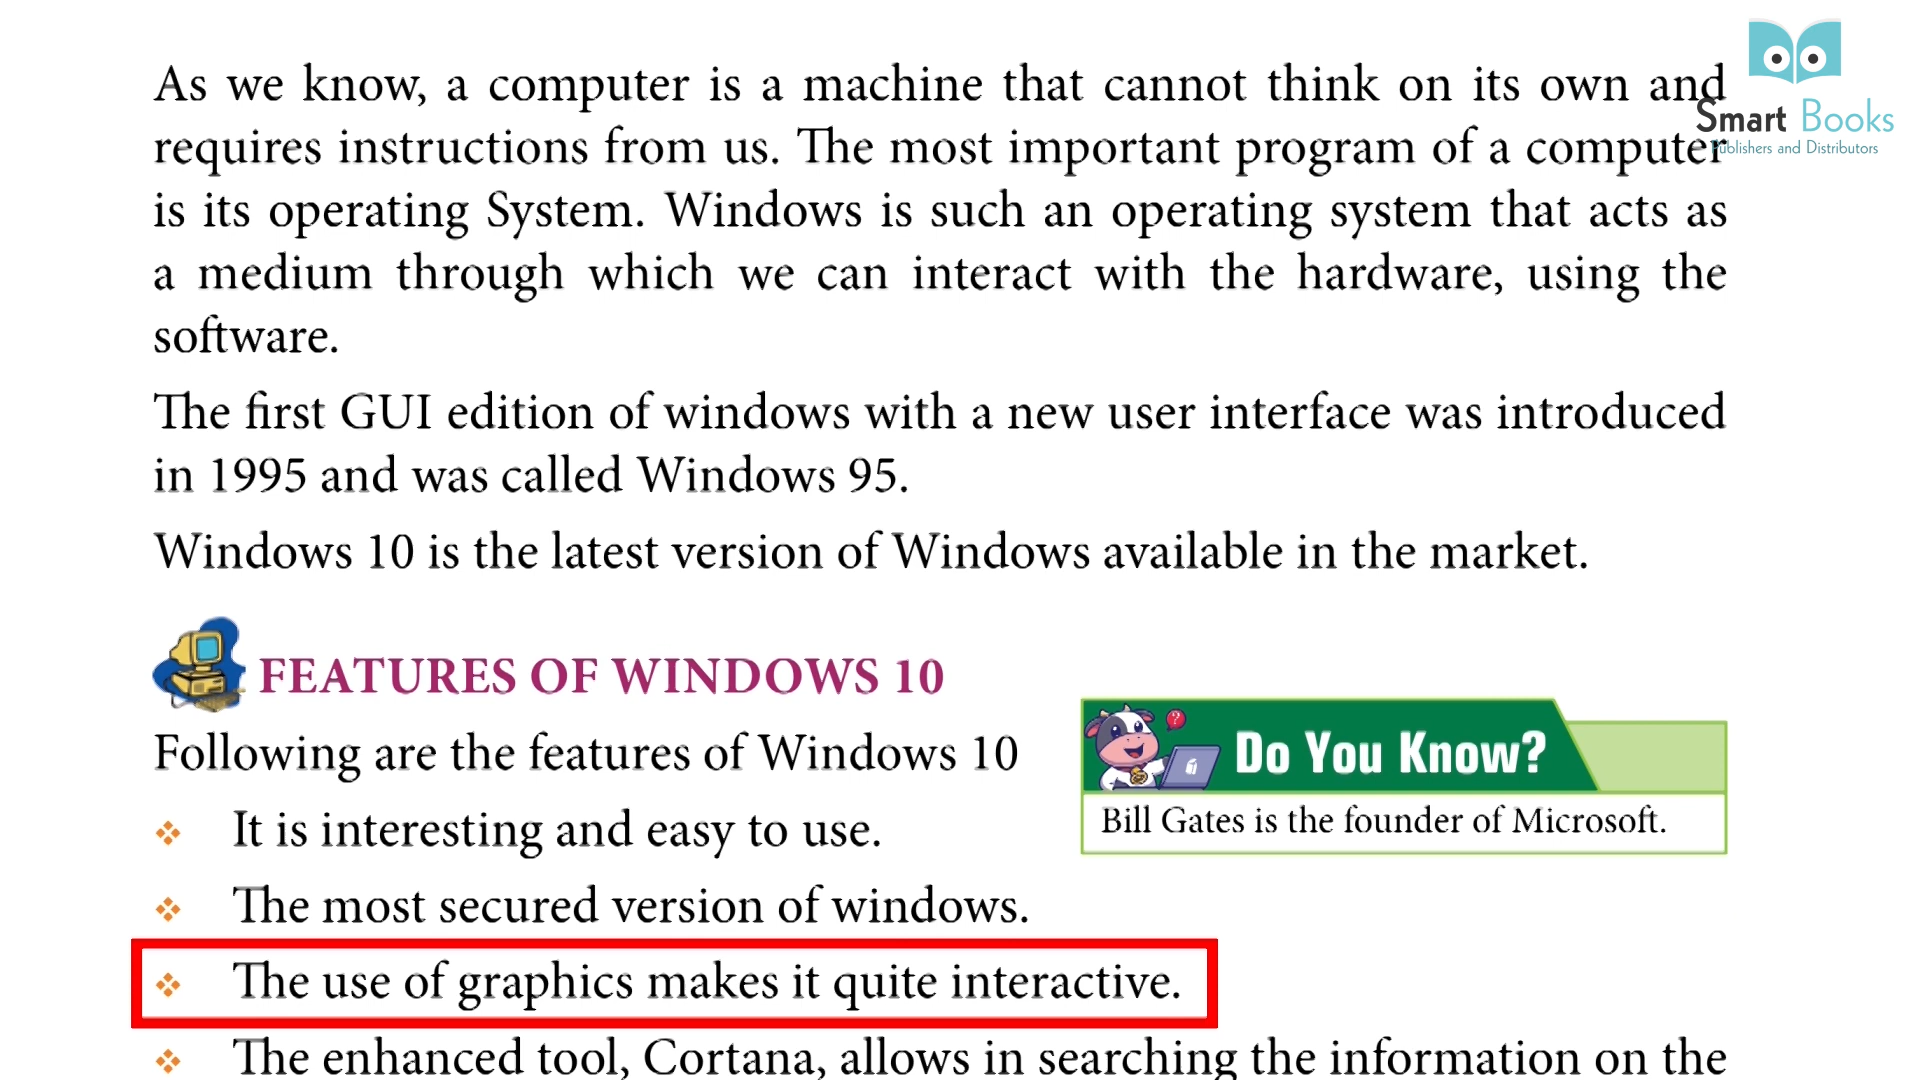 As we know, a computer is a machine that cannot think on its own and
requires instructions from us. The most important program of a computer
is its operating System. Windows is such an operating system that acts as
a medium through which we can interact with the hardware, using the
software.
The first GUI edition of windows with a new user interface was introduced
in 1995 and was called Windows 95.
Windows 10 is the latest version of Windows available in the market.
FEATURES OF WINDOWS 10
Following are the features of Windows 10
❖ It is interesting and easy to use.
❖ The most secured version of windows.
❖ The use of graphics makes it quite interactive.
❖ The enhanced tool, Cortana, allows in searching the information on the
?
Do You Know?
Bill Gates is the founder of Microsoft.
Smart Books
Publishers and Distributors